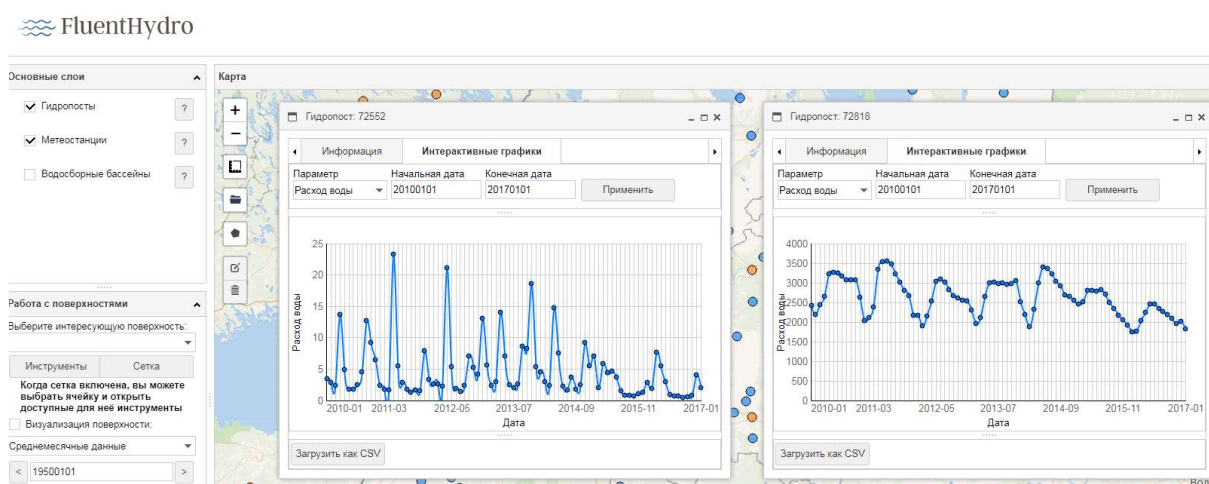 FluentHydro
Основные слои
Гидропосты
?
Метеостанции
?
Водосборные бассейны
?
Работа с поверхностями
Выберите интересующую поверхность:
Инструменты Сетка
Когда сетка включена, вы можете
выбрать ячейку и открыть
доступные для неё инструменты
Визуализация поверхности:
Среднемесячные данные
< 19500101 >
Карта
+
−
Гидропост: 72552
Информация Интерактивные графики
Параметр Начальная дата Конечная дата
Расход воды 20100101 20170101 Применить
25
20
15
10
5
0
Расход воды
2010-01 2011-03 2012-05 2013-07 2014-09 2015-11 2017-01
Дата
Загрузить как CSV
Гидропост: 72818
Информация Интерактивные графики
Параметр Начальная дата Конечная дата
Расход воды 20100101 20170101 Применить
4000
3500
3000
2500
2000
1500
1000
500
0
Расход воды
2010-01 2011-03 2012-05 2013-07 2014-09 2015-11 2017-01
Дата
Загрузить как CSV